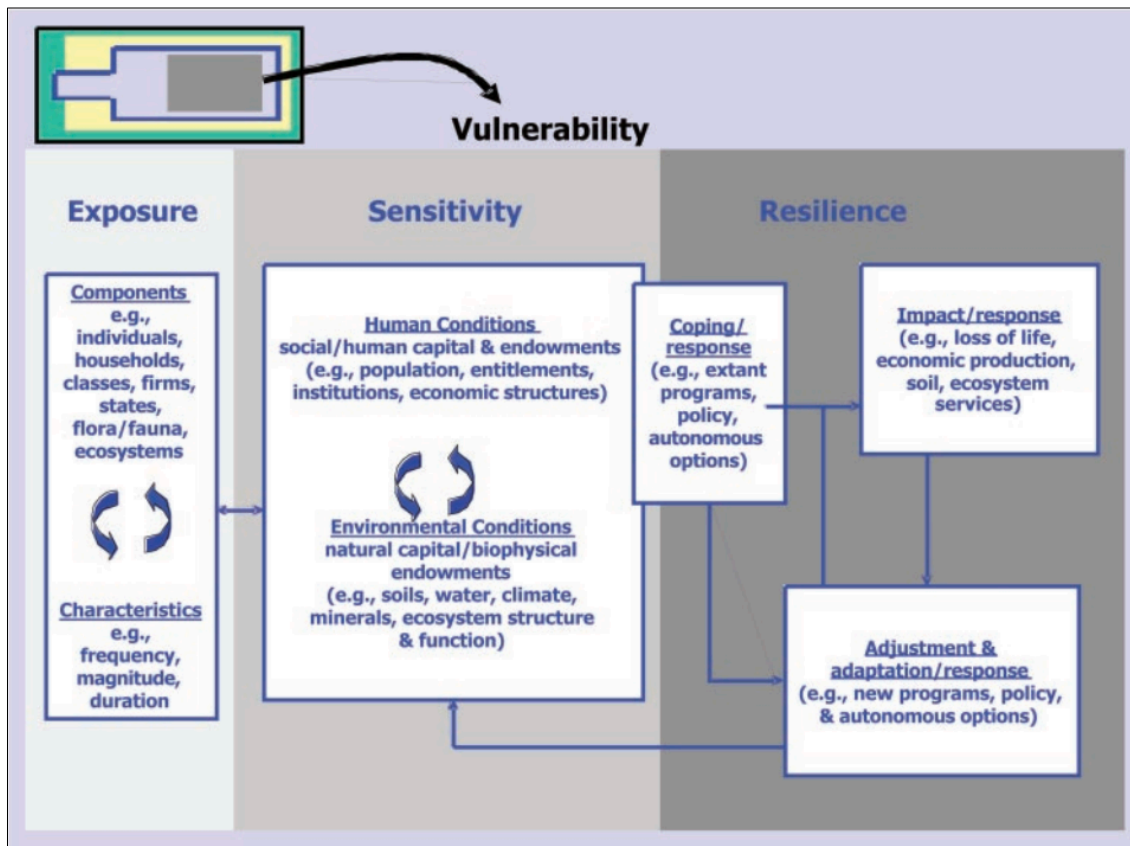 Vulnerability
Exposure
Sensitivity
Resilience
Components
e.g.,
individuals,
households,
classes, firms,
states,
flora/fauna,
ecosystems
Characteristics
e.g.,
frequency,
magnitude,
duration
Human Conditions
social/human capital & endowments
(e.g., population, entitlements,
institutions, economic structures)
Environmental Conditions
natural capital/biophysical
endowments
(e.g., soils, water, climate,
minerals, ecosystem structure
& function)
Coping/
response
(e.g., extant
programs,
policy,
autonomous
options)
Impact/response
(e.g., loss of life,
economic production,
soil, ecosystem
services)
Adjustment &
adaptation/response
(e.g., new programs, policy,
& autonomous options)